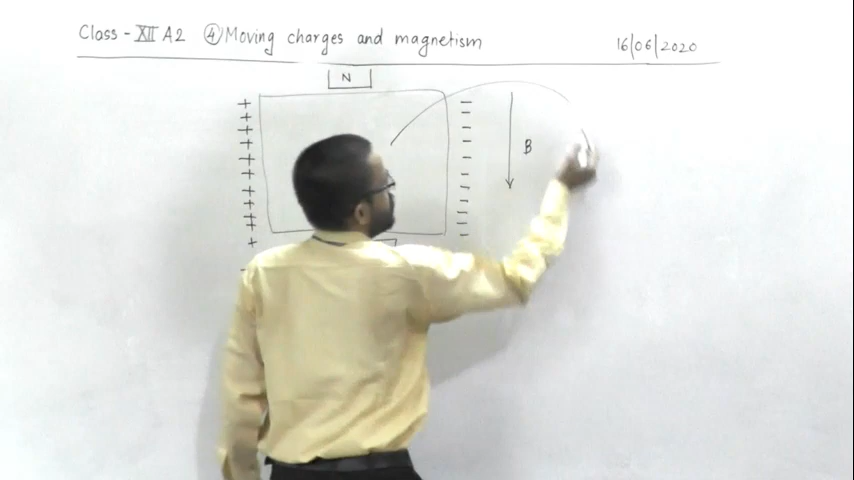 Class - XII A2 ④ Moving charges and magnetism
16/06/2020
N
+ + + + + + + + + +
- - - - - - - - - - -
B